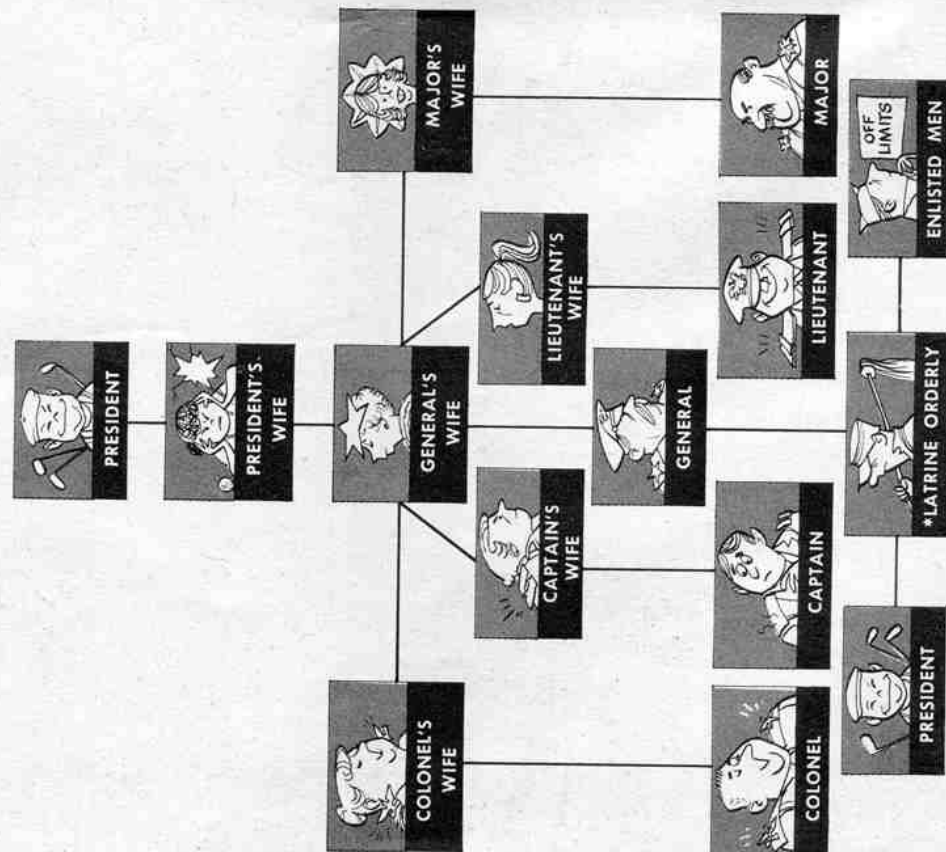 PRESIDENT
PRESIDENT'S
WIFE
COLONEL'S
WIFE
GENERAL'S
WIFE
MAJOR'S
WIFE
CAPTAIN'S
WIFE
LIEUTENANT'S
WIFE
GENERAL
COLONEL
CAPTAIN
LIEUTENANT
MAJOR
PRESIDENT
*LATRINE ORDERLY
OFF
LIMITS
ENLISTED MEN